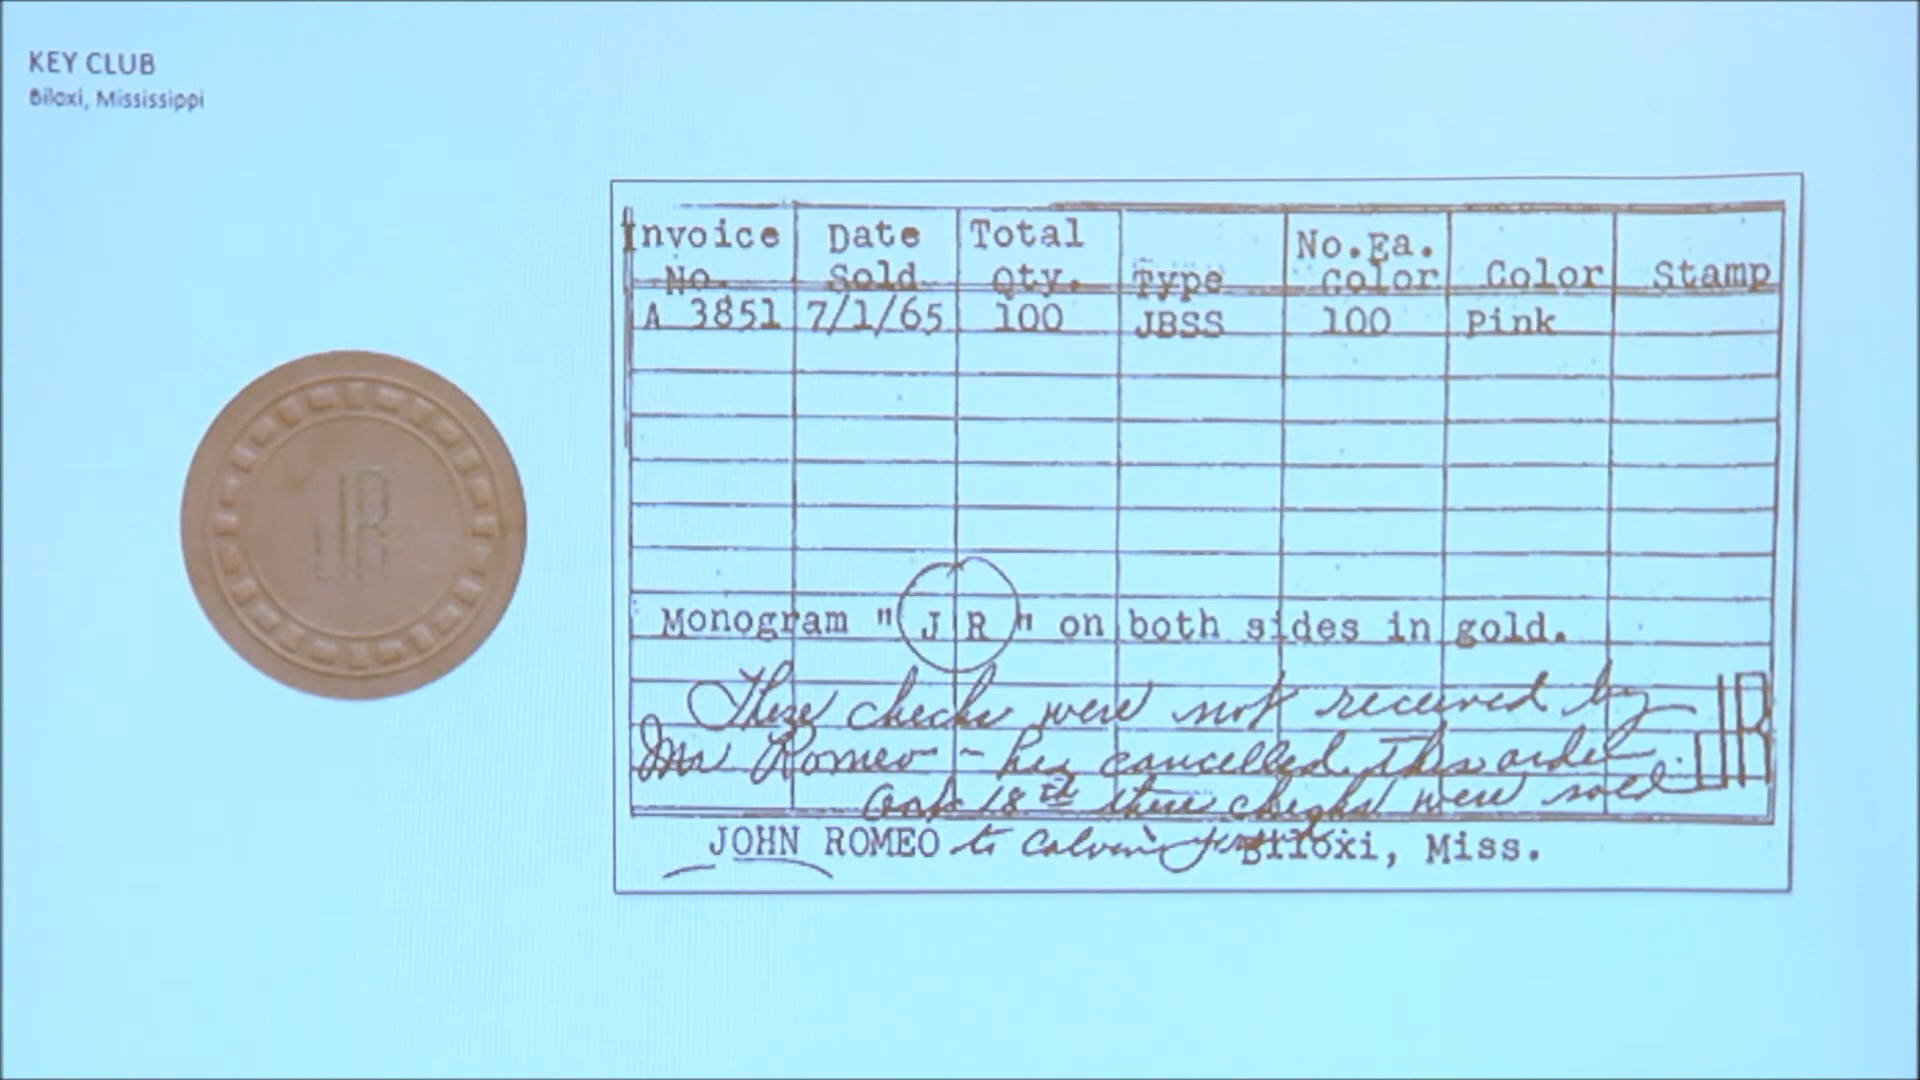 KEY CLUB
Biloxi, Mississippi
JR
Invoice No. Date Sold Total Qty. Type No.Ea. Color Color Stamp
A 3851 7/1/65 100 JBSS 100 Pink
Monogram "J R" on both sides in gold.
These checks were not received by
Mr Romeo - he cancelled this order.
JR
18th these checks were sold
JOHN ROMEO to Calvin Biloxi, Miss.